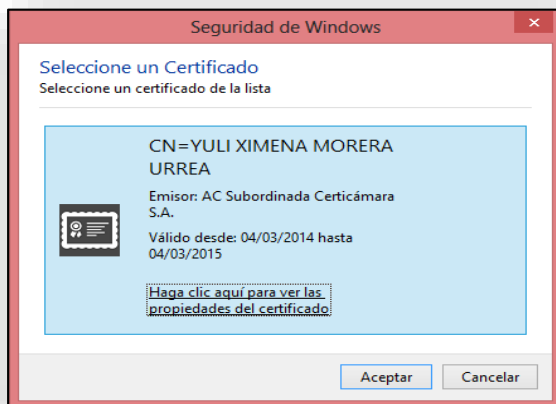 Seguridad de Windows
Seleccione un Certificado
Seleccione un certificado de la lista
CN=YULI XIMENA MORERA
URREA
Emisor: AC Subordinada Certicámara
S.A.
Válido desde: 04/03/2014 hasta
04/03/2015
Haga clic aquí para ver las
propiedades del certificado
Aceptar Cancelar